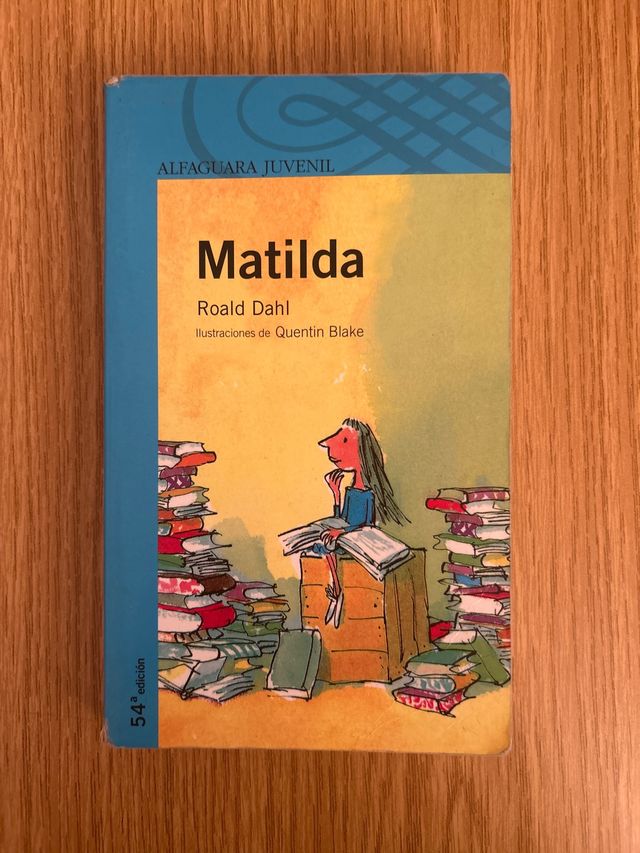 ALFAGUARA JUVENIL
Matilda
Roald Dahl
Ilustraciones de Quentin Blake
54ª edición